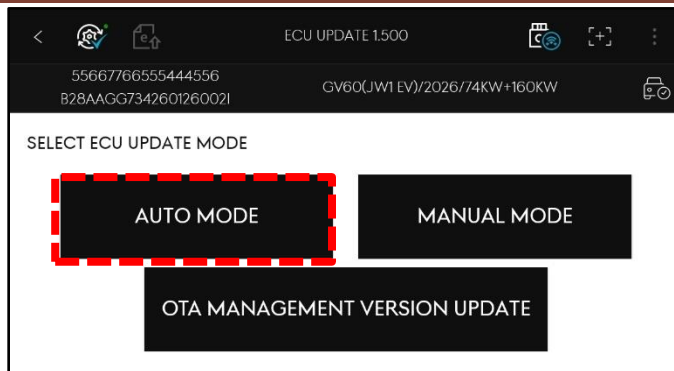 ECU UPDATE 1.500
55667766555444556
B28AAGG734260126002I
GV60(JW1 EV)/2026/74KW+160KW
SELECT ECU UPDATE MODE
AUTO MODE
MANUAL MODE
OTA MANAGEMENT VERSION UPDATE